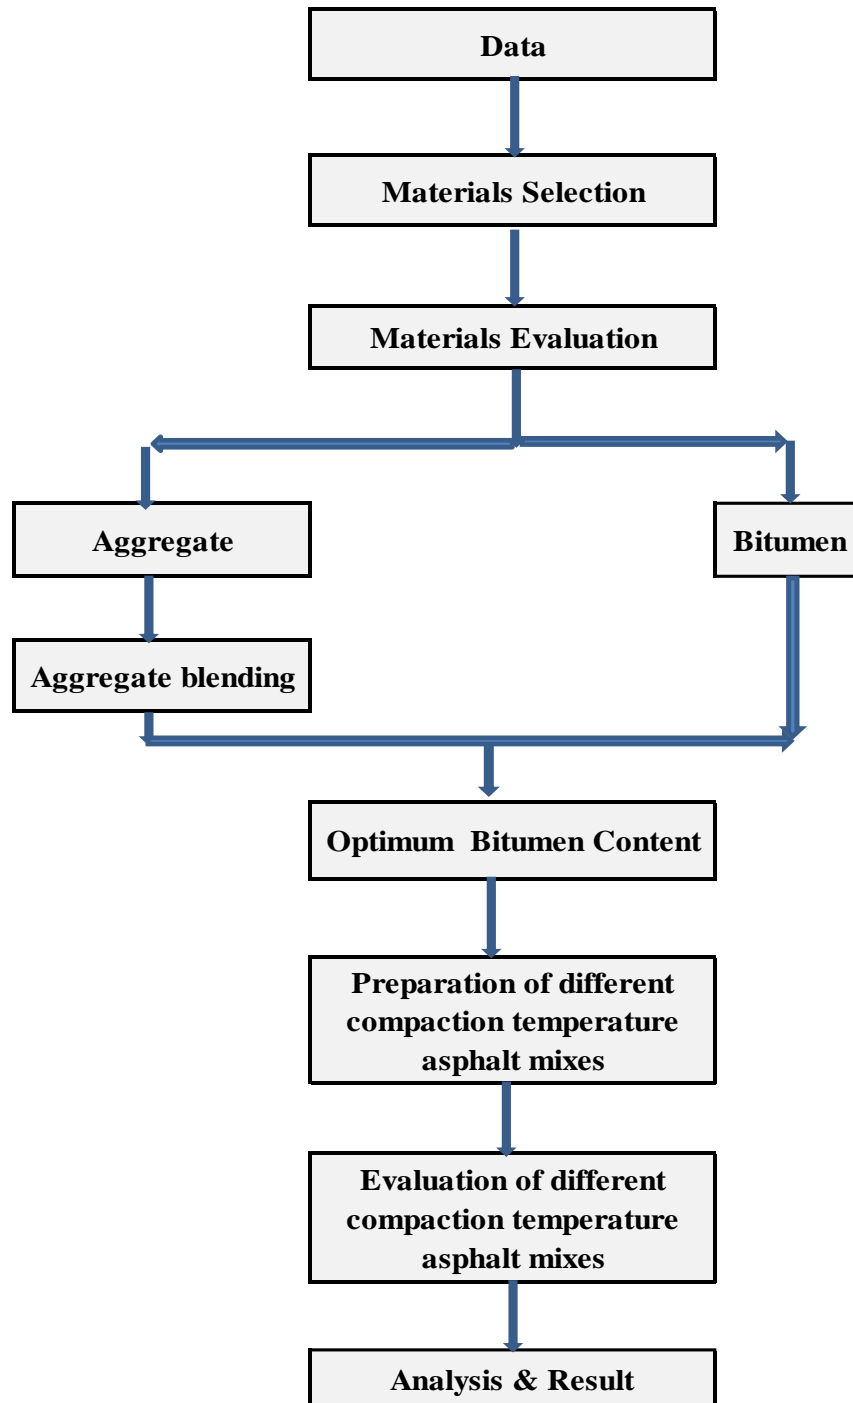 Data
Materials Selection
Materials Evaluation
Aggregate
Bitumen
Aggregate blending
Optimum Bitumen Content
Preparation of different
compaction temperature
asphalt mixes
Evaluation of different
compaction temperature
asphalt mixes
Analysis & Result